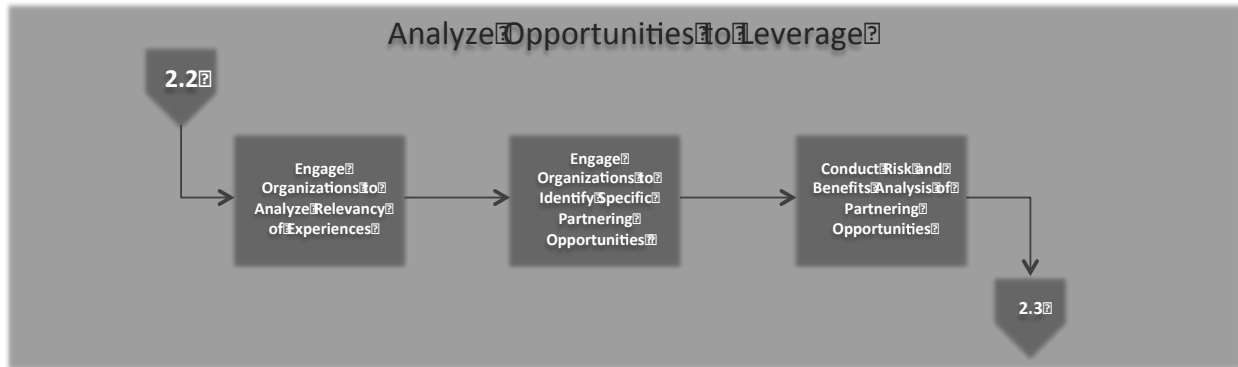 Analyze Opportunities to Leverage
2.2
Engage
Organizations to
Analyze Relevancy
of Experiences
Engage
Organizations to
Identify Specific
Partnering
Opportunities
Conduct Risk and
Benefits Analysis of
Partnering
Opportunities
2.3